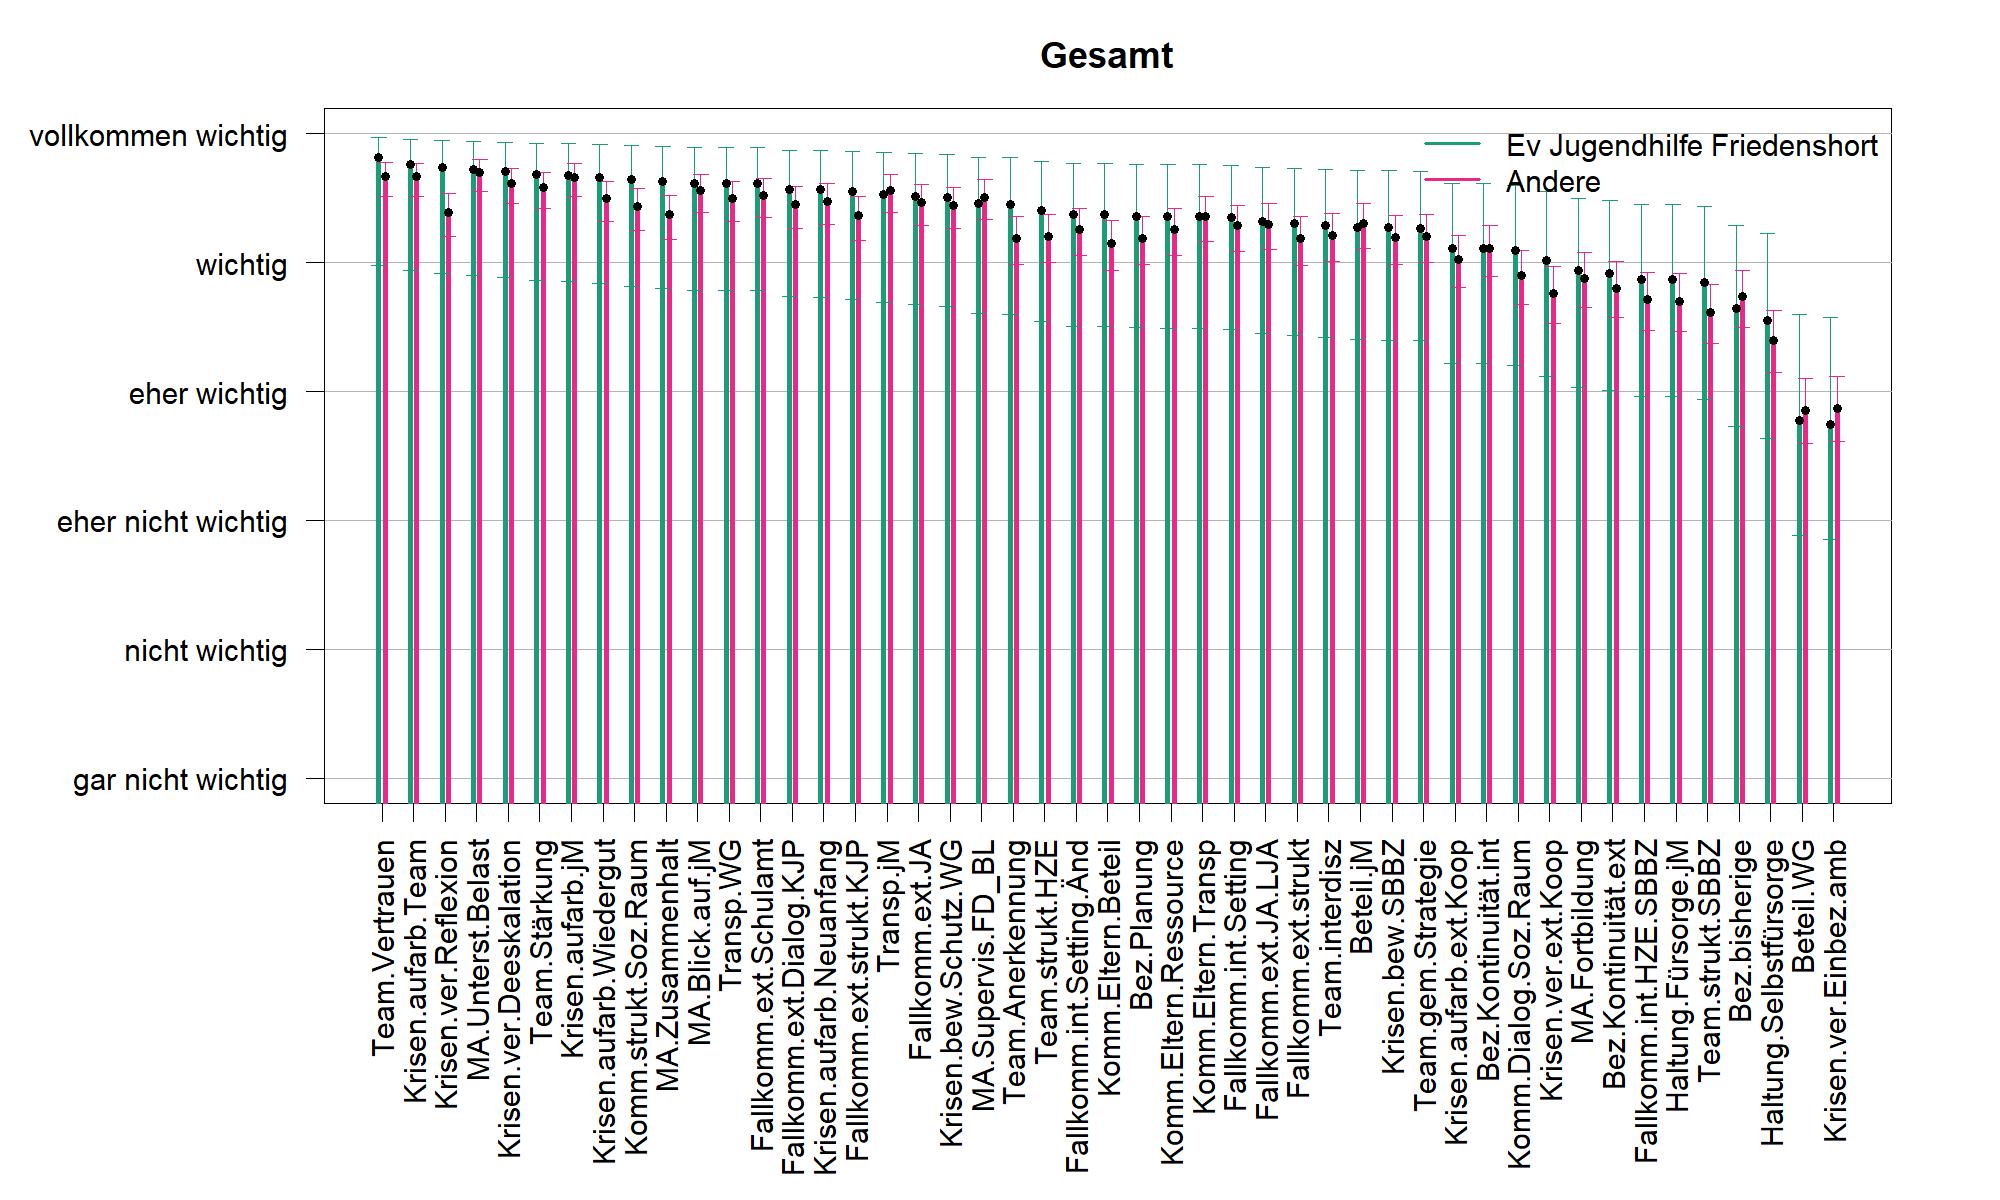 Gesamt
vollkommen wichtig
wichtig
eher wichtig
eher nicht wichtig
nicht wichtig
gar nicht wichtig
Ev Jugendhilfe Friedenshort
Andere
Team.Vertrauen
Krisen.aufarb.Team
Krisen.ver.Reflexion
MA.Unterst.Belast
Krisen.ver.Deeskalation
Team.Stärkung
Krisen.aufarb.jM
Krisen.aufarb.Wiedergut
Komm.strukt.Soz.Raum
MA.Zusammenhalt
MA.Blick.auf.jM
Transp.WG
Fallkomm.ext.Schulamt
Fallkomm.ext.Dialog.KJP
Krisen.aufarb.Neuanfang
Fallkomm.ext.strukt.KJP
Transp.jM
Fallkomm.ext.JA
Krisen.bew.Schutz.WG
MA.Supervis.FD_BL
Team.Anerkennung
Team.strukt.HZE
Fallkomm.int.Setting.Änd
Komm.Eltern.Beteil
Bez.Planung
Komm.Eltern.Ressource
Komm.Eltern.Transp
Fallkomm.int.Setting
Fallkomm.ext.JA.LJA
Fallkomm.ext.strukt
Team.interdisz
Beteil.jM
Krisen.bew.SBBZ
Team.gem.Strategie
Krisen.aufarb.ext.Koop
Bez.Kontinuität.int
Komm.Dialog.Soz.Raum
Krisen.ver.ext.Koop
MA.Fortbildung
Bez.Kontinuität.ext
Fallkomm.int.HZE.SBBZ
Haltung.Fürsorge.jM
Team.strukt.SBBZ
Bez.bisherige
Haltung.Selbstfürsorge
Beteil.WG
Krisen.ver.Einbez.amb